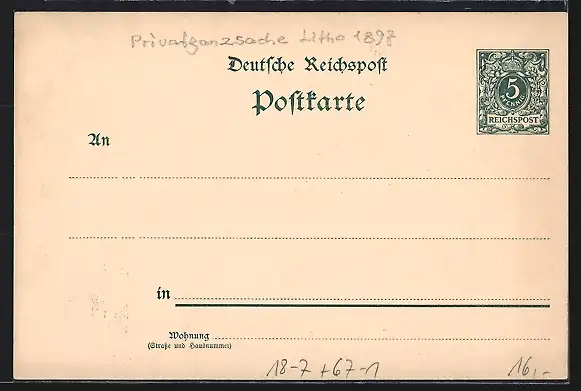 Privatganzsache Litho 1897
Deutsche Reichspost
Postkarte
5
PFENNIG
REICHSPOST
An
in
Wohnung
(Straße und Hausnummer)
18-7+67-1
16,-